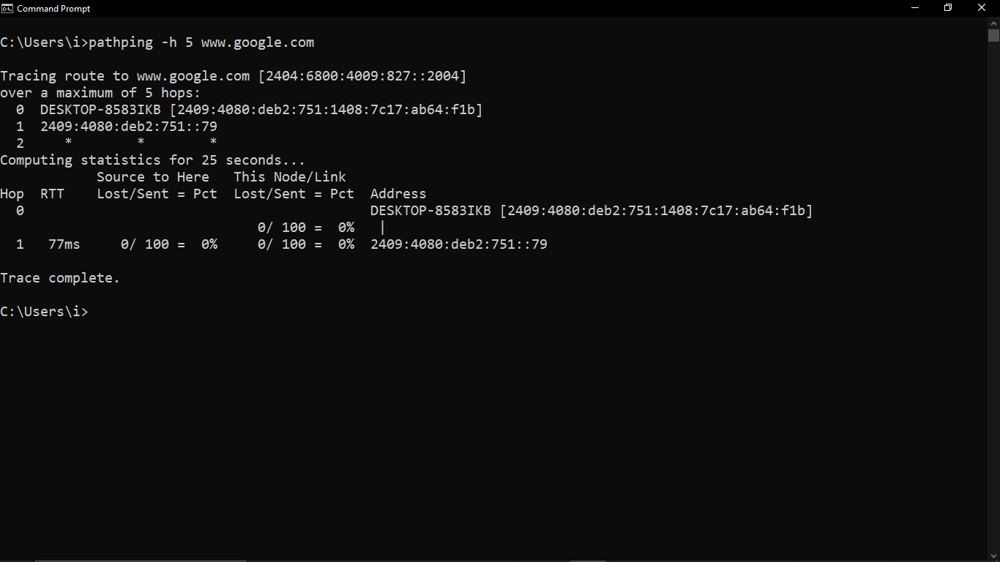 Command Prompt
C:\Users\i>pathping -h 5 www.google.com
Tracing route to www.google.com [2404:6800:4009:827::2004]
over a maximum of 5 hops:
  0  DESKTOP-8583IKB [2409:4080:deb2:751:1408:7c17:ab64:f1b]
  1  2409:4080:deb2:751::79
  2     *        *        *
Computing statistics for 25 seconds...
            Source to Here   This Node/Link
Hop  RTT    Lost/Sent = Pct  Lost/Sent = Pct  Address
  0                                           DESKTOP-8583IKB [2409:4080:deb2:751:1408:7c17:ab64:f1b]
                                0/ 100 =  0%   |
  1   77ms     0/ 100 =  0%     0/ 100 =  0%  2409:4080:deb2:751::79
Trace complete.
C:\Users\i>